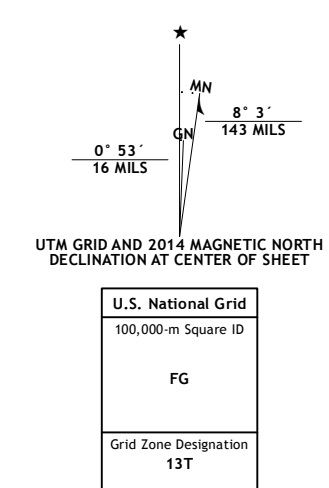 ★
MN
8° 3´
143 MILS
GN
0° 53´
16 MILS
UTM GRID AND 2014 MAGNETIC NORTH
DECLINATION AT CENTER OF SHEET
U.S. National Grid
100,000-m Square ID
FG
Grid Zone Designation
13T